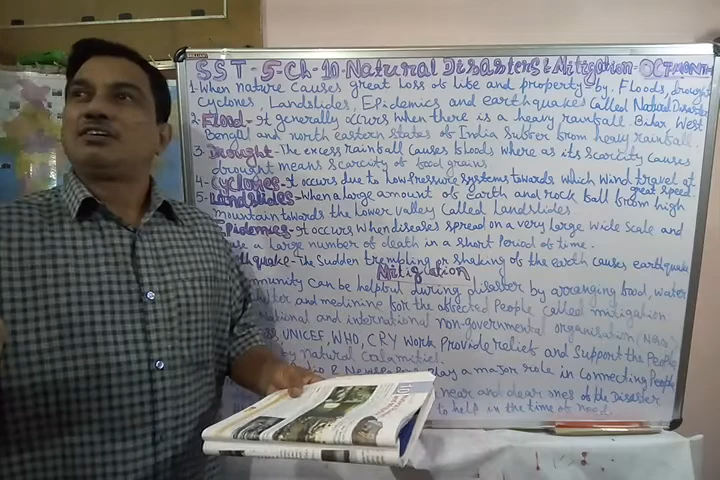 SST-5-Ch-10-Natural Disasters & Mitigation-OCTMONTH
1. When nature causes great Loss of Life and property by. Floods, drought
cyclones, Landslides, Epidemics and earthquakes called Natural Disaster
2. Flood - It generally occurs when there is a heavy rainfall. Bihar, West
Bengal and north eastern states of India suffer from heavy rainfall.
3. Drought - The excess rainfall causes floods where as its scarcity causes
drought means scarcity of food grains.
4- Cyclones - It occurs due to low pressure systems towards which wind travel at
great speed.
5- Landslides - When a large amount of earth and rock fall from high
mountain towards the Lower valley called Landslides.
Epidemics - It occurs when diseases spread on a very large wide scale and
a large number of death in a short Period of time.
quake - The Sudden trembling or shaking of the earth causes earthquake
Mitigation
mmunity can be helpful during disaster by arranging food, water
and medinine for the affected People called mitigation
national and international non-governmental organisation (NGOs)
UNICEF, WHO, CRY Work Provide relief and Support the People
by Natural Calamities.
& Newspa play a major role in Connecting People
near and dear ones of the Disaster
to help in the time of need.
10